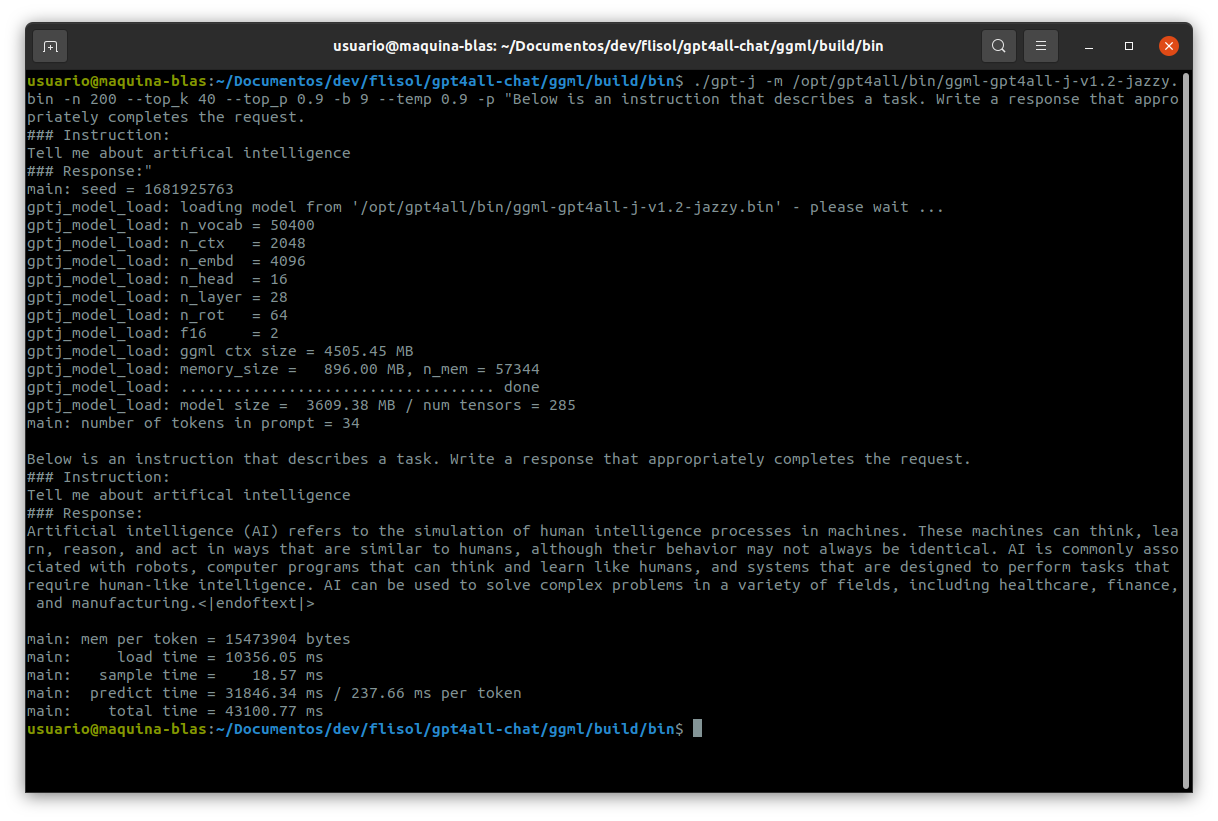 usuario@maquina-blas: ~/Documentos/dev/flisol/gpt4all-chat/ggml/build/bin
usuario@maquina-blas:~/Documentos/dev/flisol/gpt4all-chat/ggml/build/bin$ ./gpt-j -m /opt/gpt4all/bin/ggml-gpt4all-j-v1.2-jazzy.
bin -n 200 --top_k 40 --top_p 0.9 -b 9 --temp 0.9 -p "Below is an instruction that describes a task. Write a response that appro
priately completes the request.
### Instruction:
Tell me about artifical intelligence
### Response:"
main: seed = 1681925763
gptj_model_load: loading model from '/opt/gpt4all/bin/ggml-gpt4all-j-v1.2-jazzy.bin' - please wait ...
gptj_model_load: n_vocab = 50400
gptj_model_load: n_ctx   = 2048
gptj_model_load: n_embd  = 4096
gptj_model_load: n_head  = 16
gptj_model_load: n_layer = 28
gptj_model_load: n_rot   = 64
gptj_model_load: f16     = 2
gptj_model_load: ggml ctx size = 4505.45 MB
gptj_model_load: memory_size =   896.00 MB, n_mem = 57344
gptj_model_load: ................................... done
gptj_model_load: model size =  3609.38 MB / num tensors = 285
main: number of tokens in prompt = 34
Below is an instruction that describes a task. Write a response that appropriately completes the request.
### Instruction:
Tell me about artifical intelligence
### Response:
Artificial intelligence (AI) refers to the simulation of human intelligence processes in machines. These machines can think, lea
rn, reason, and act in ways that are similar to humans, although their behavior may not always be identical. AI is commonly asso
ciated with robots, computer programs that can think and learn like humans, and systems that are designed to perform tasks that
require human-like intelligence. AI can be used to solve complex problems in a variety of fields, including healthcare, finance,
 and manufacturing.<|endoftext|>
main: mem per token = 15473904 bytes
main:     load time = 10356.05 ms
main:   sample time =    18.57 ms
main:  predict time = 31846.34 ms / 237.66 ms per token
main:    total time = 43100.77 ms
usuario@maquina-blas:~/Documentos/dev/flisol/gpt4all-chat/ggml/build/bin$